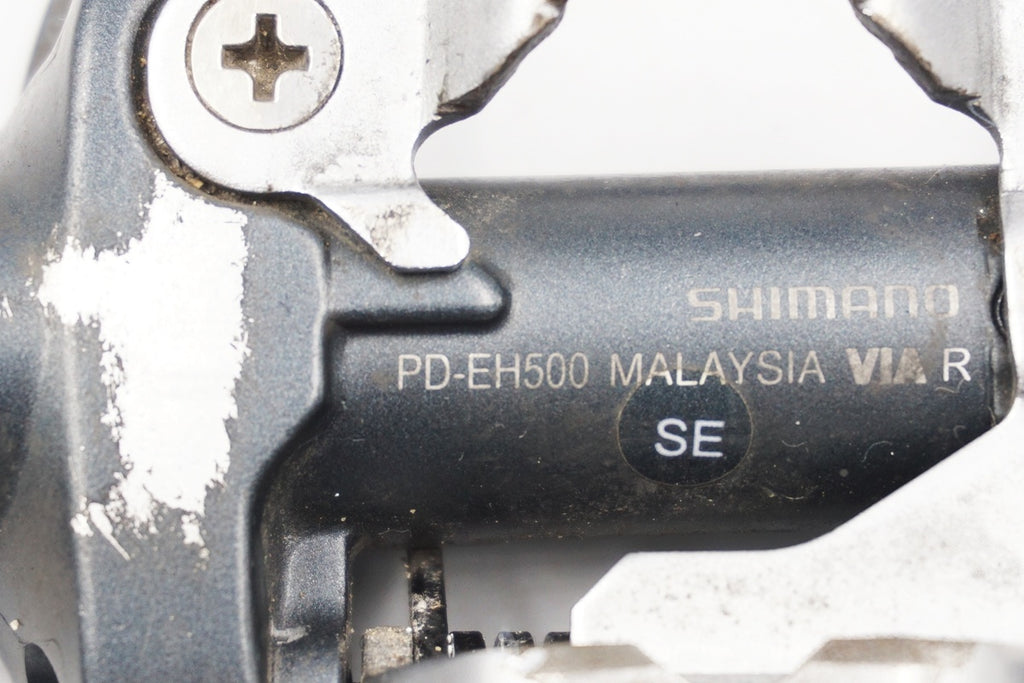 SHIMANO
PD-EH500 MALAYSIA VIA R
SE